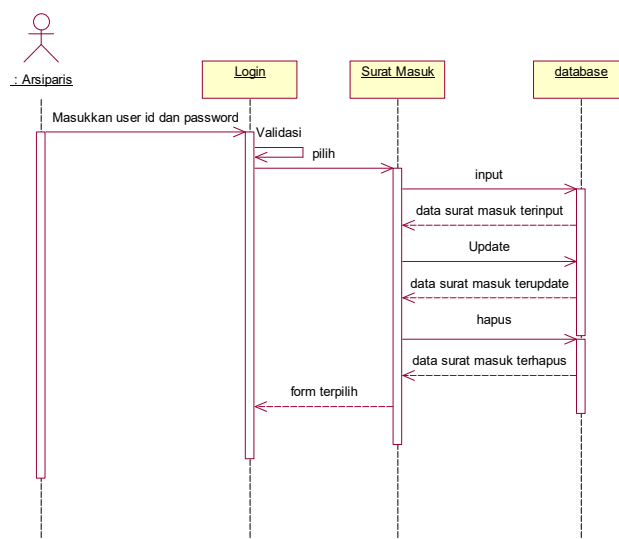 : Arsiparis
Login
Surat Masuk
database
Masukkan user id dan password
Validasi
pilih
input
data surat masuk terinput
Update
data surat masuk terupdate
hapus
data surat masuk terhapus
form terpilih